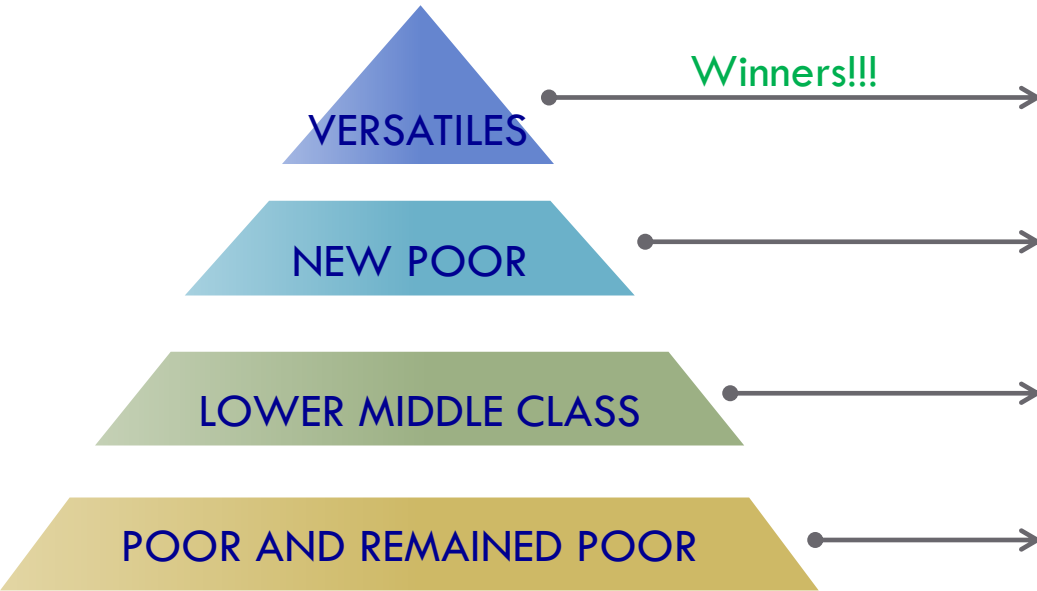 Winners!!!
VERSATILES
NEW POOR
LOWER MIDDLE CLASS
POOR AND REMAINED POOR